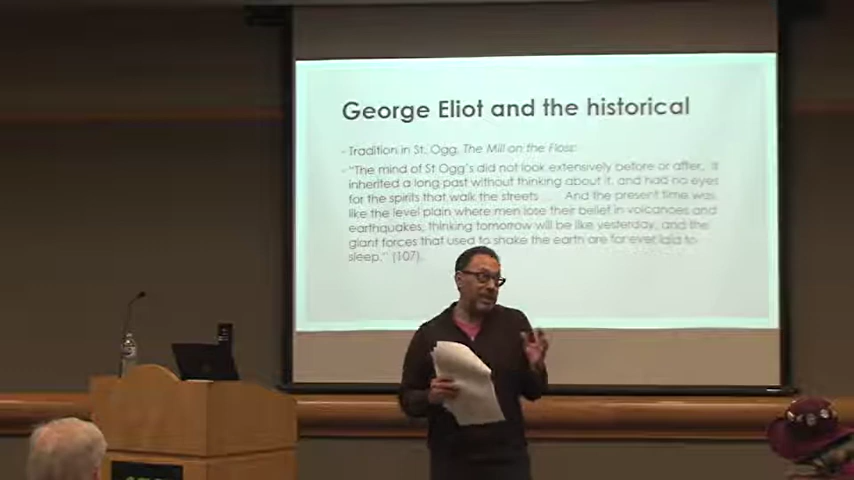 George Eliot and the historical
- Tradition in St. Ogg, The Mill on the Floss:
- "The mind of St Ogg's did not look extensively before or after. It
inherited a long past without thinking about it, and had no eyes
for the spirits that walk the streets… And the present time was
like the level plain where men lose their belief in volcanoes and
earthquakes, thinking tomorrow will be like yesterday, and the
giant forces that used to shake the earth are for ever laid to
sleep." (107)